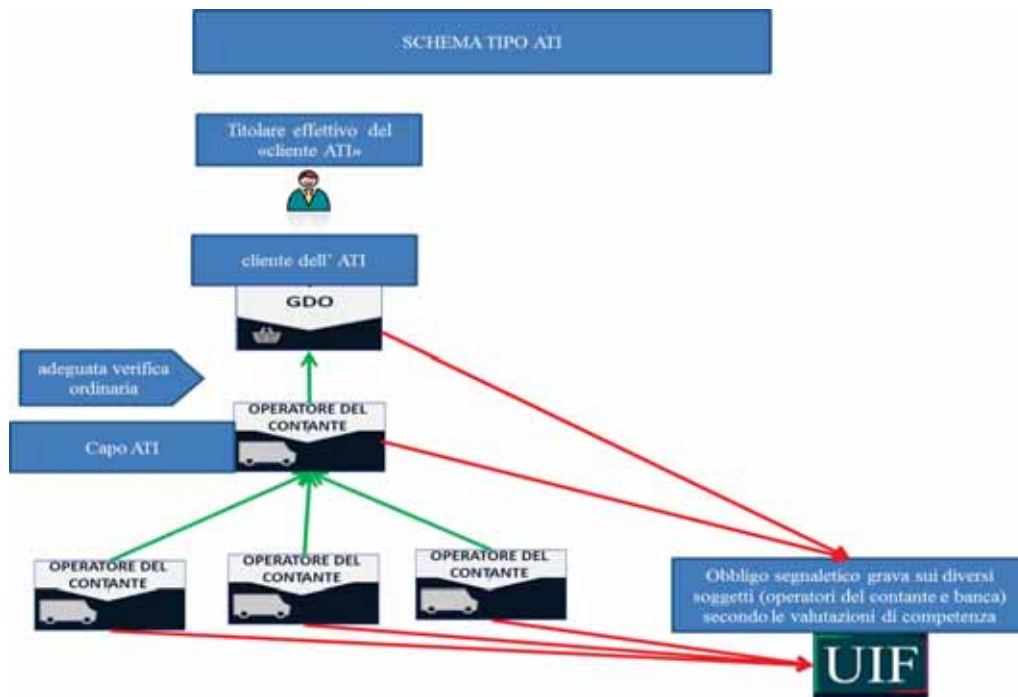 SCHEMA TIPO ATI
Titolare effettivo del
«cliente ATI»
cliente dell' ATI
GDO
adeguata verifica
ordinaria
OPERATORE DEL
CONTANTE
Capo ATI
OPERATORE DEL
CONTANTE
OPERATORE DEL
CONTANTE
OPERATORE DEL
CONTANTE
Obbligo segnaletico grava sui diversi
soggetti (operatori del contante e banca)
secondo le valutazioni di competenza
UIF